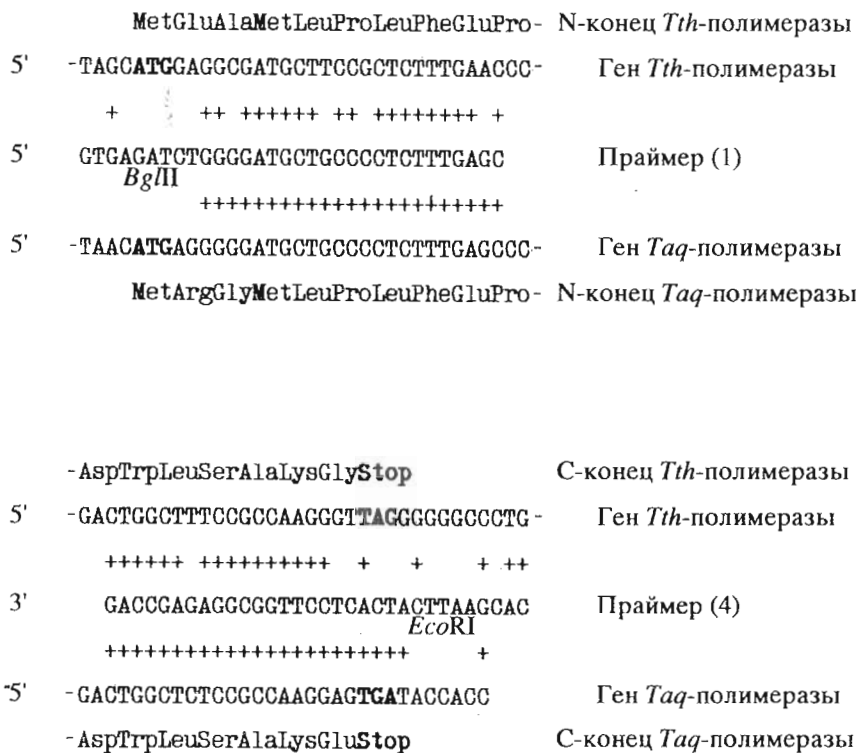 MetGluAlaMetLeuProLeuPheGluPro- N-конец Tth-полимеразы
5' -TAGCATGGAGGCGATGCTTCCGCTCTTTGAACCC- Ген Tth-полимеразы
+ ++ ++++++ ++ ++++++++ +
5' GTGAGATCTGGGGATGCTGCCCCTCTTTGAGC Праймер (1)
BglII
+++++++++++++++++++++++
5' -TAACATGAGGGGGATGCTGCCCCTCTTTGAGCCC- Ген Taq-полимеразы
MetArgGlyMetLeuProLeuPheGluPro- N-конец Taq-полимеразы
-AspTrpLeuSerAlaLysGlyStop C-конец Tth-полимеразы
5' -GACTGGCTTTCCGCCAAGGGTTAGGGGGGGCCCTG- Ген Tth-полимеразы
++++++ ++++++++++ + + + ++
3' GACCGAGAGGCGGTTCCTCACTACTTAAGCAC Праймер (4)
EcoRI
+++++++++++++++++++++++ +
5' -GACTGGCTCTCCGCCAAGGAGTGATACCACC Ген Taq-полимеразы
-AspTrpLeuSerAlaLysGluStop C-конец Taq-полимеразы